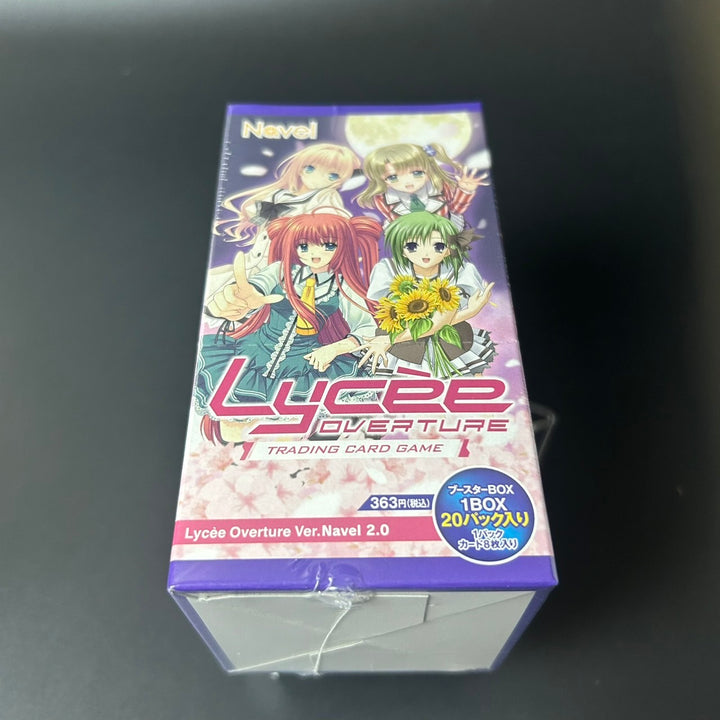 Navel
Lycèe
OVERTURE
TRADING CARD GAME
363円(税込)
ブースターBOX
1BOX
20パック入り
1パック
カード8枚入り
Lycèe Overture Ver.Navel 2.0